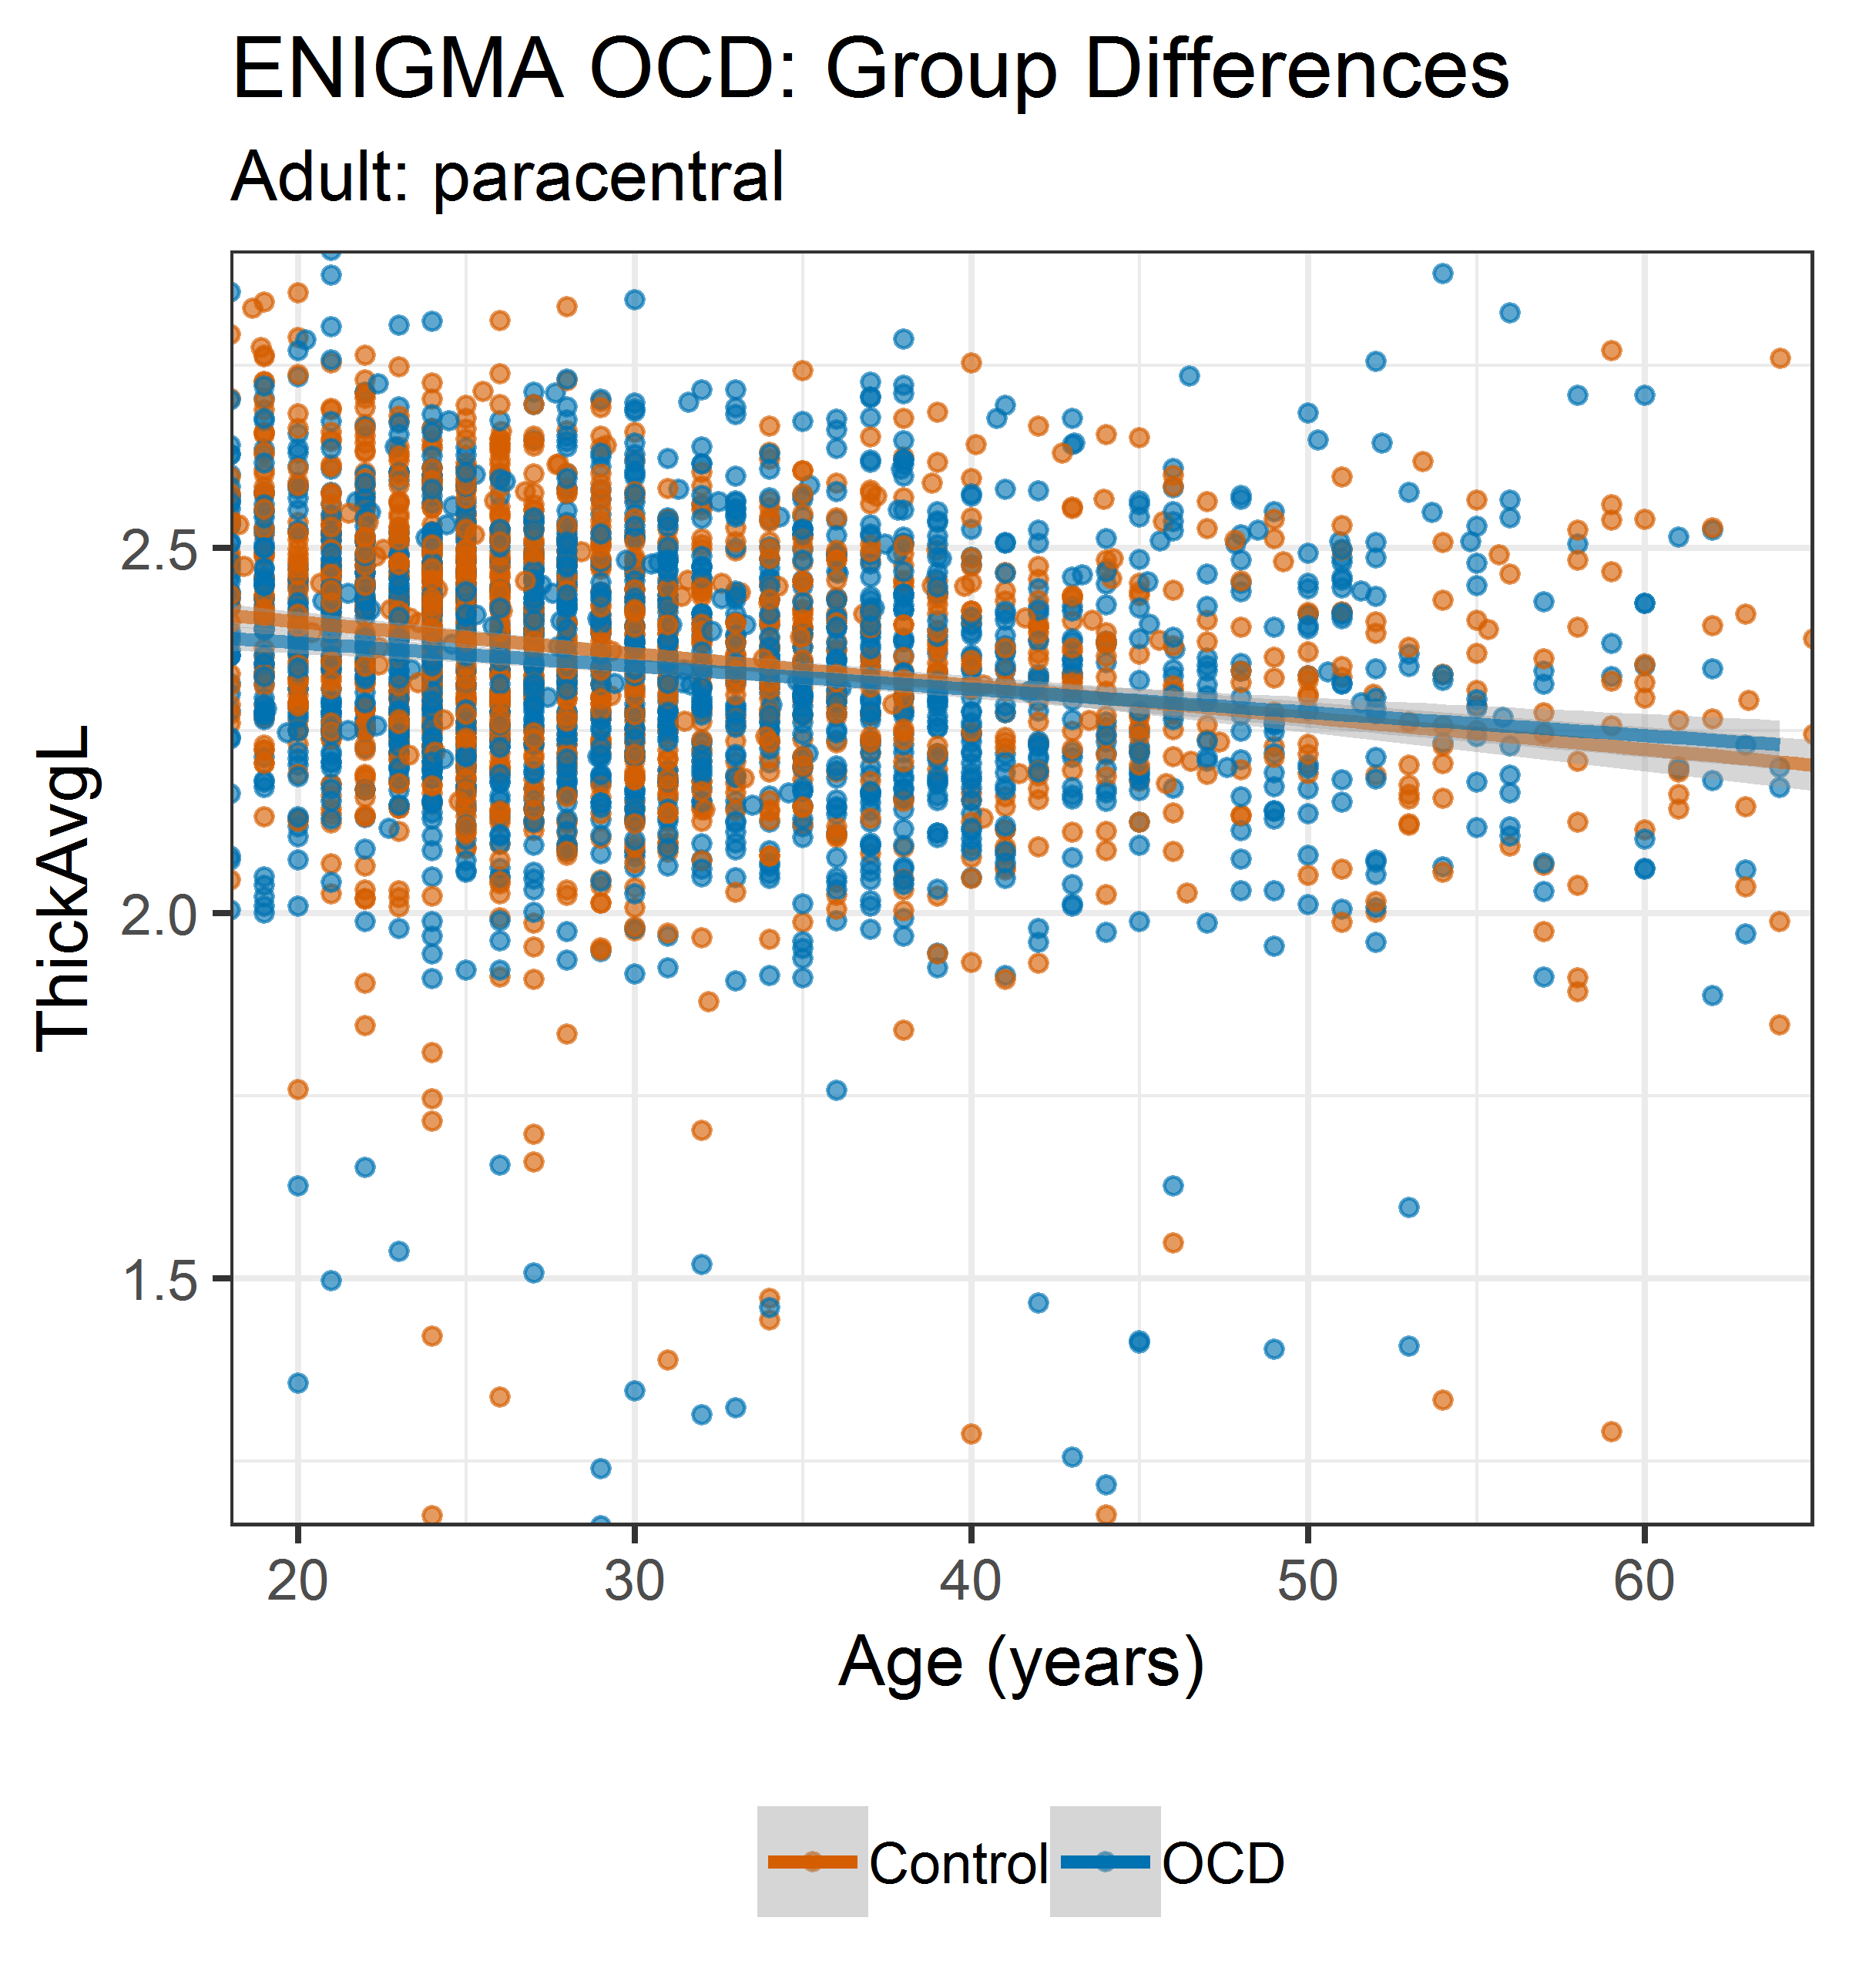 ENIGMA OCD: Group Differences
Adult: paracentral
ThickAvgL
2.5
2.0
1.5
20 30 40 50 60
Age (years)
Control OCD